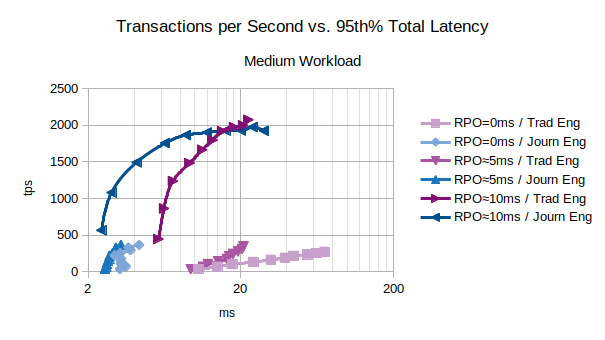 Transactions per Second vs. 95th% Total Latency
Medium Workload
2500
2000
1500
1000
500
0
tps
2
20
200
ms
RPO=0ms / Trad Eng
RPO=0ms / Journ Eng
RPO≈5ms / Trad Eng
RPO≈5ms / Journ Eng
RPO≈10ms / Trad Eng
RPO≈10ms / Journ Eng